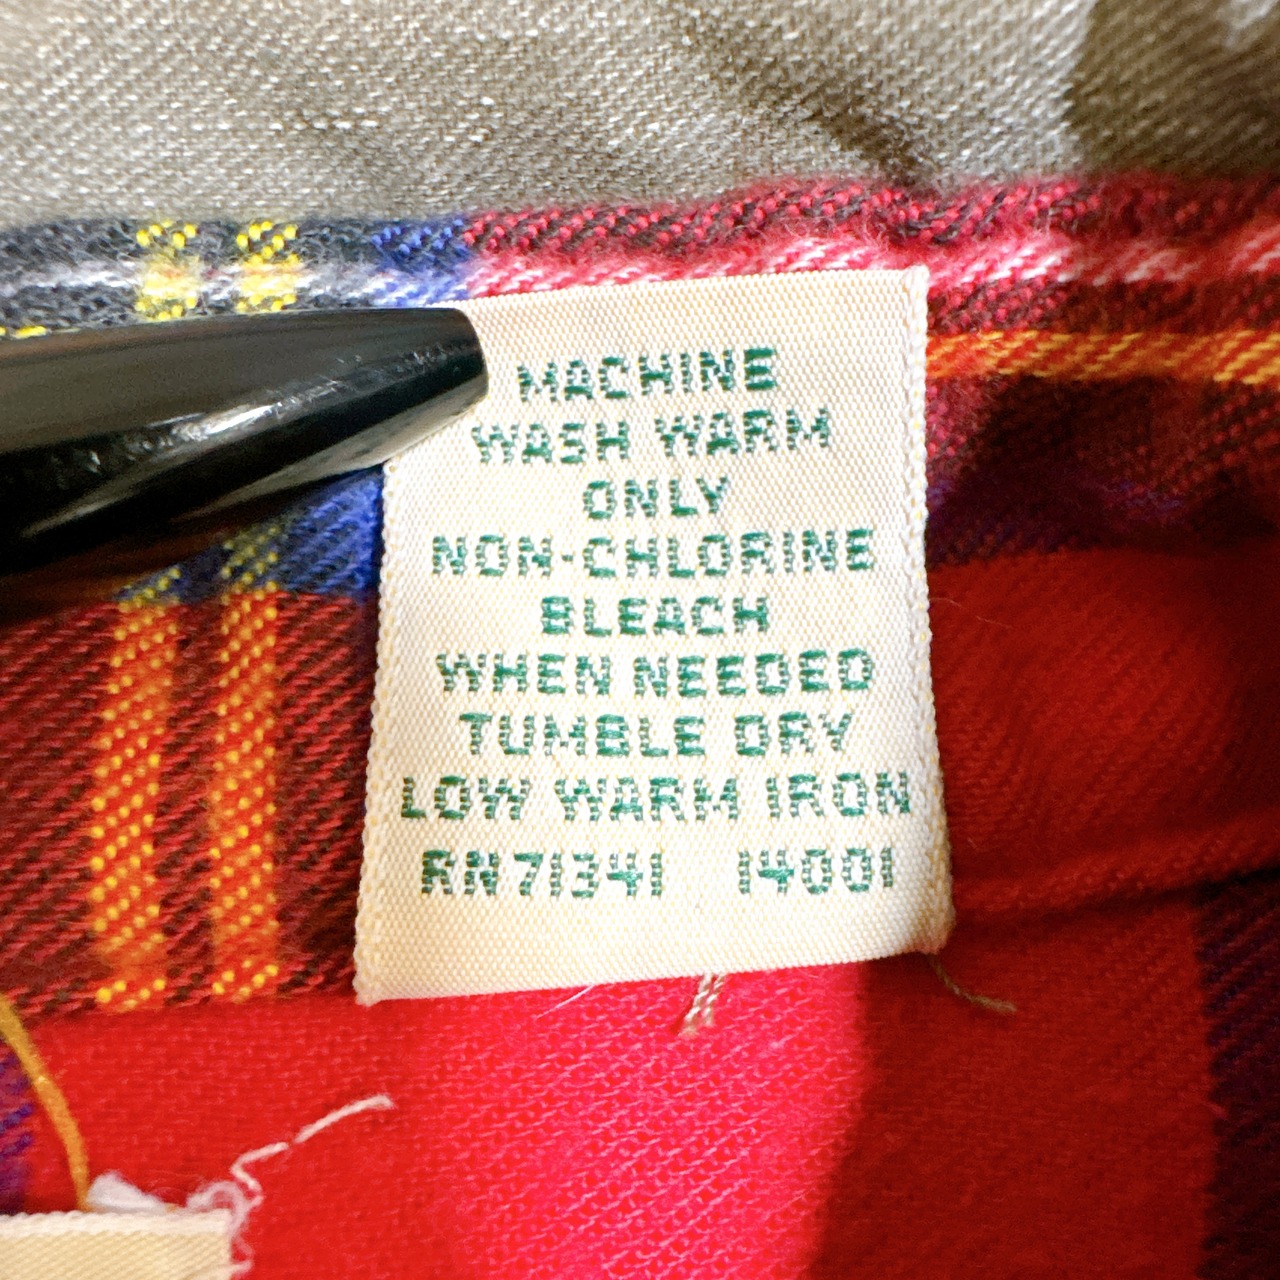 MACHINE
WASH WARM
ONLY
NON-CHLORINE
BLEACH
WHEN NEEDED
TUMBLE DRY
LOW WARM IRON
RN71341 14001